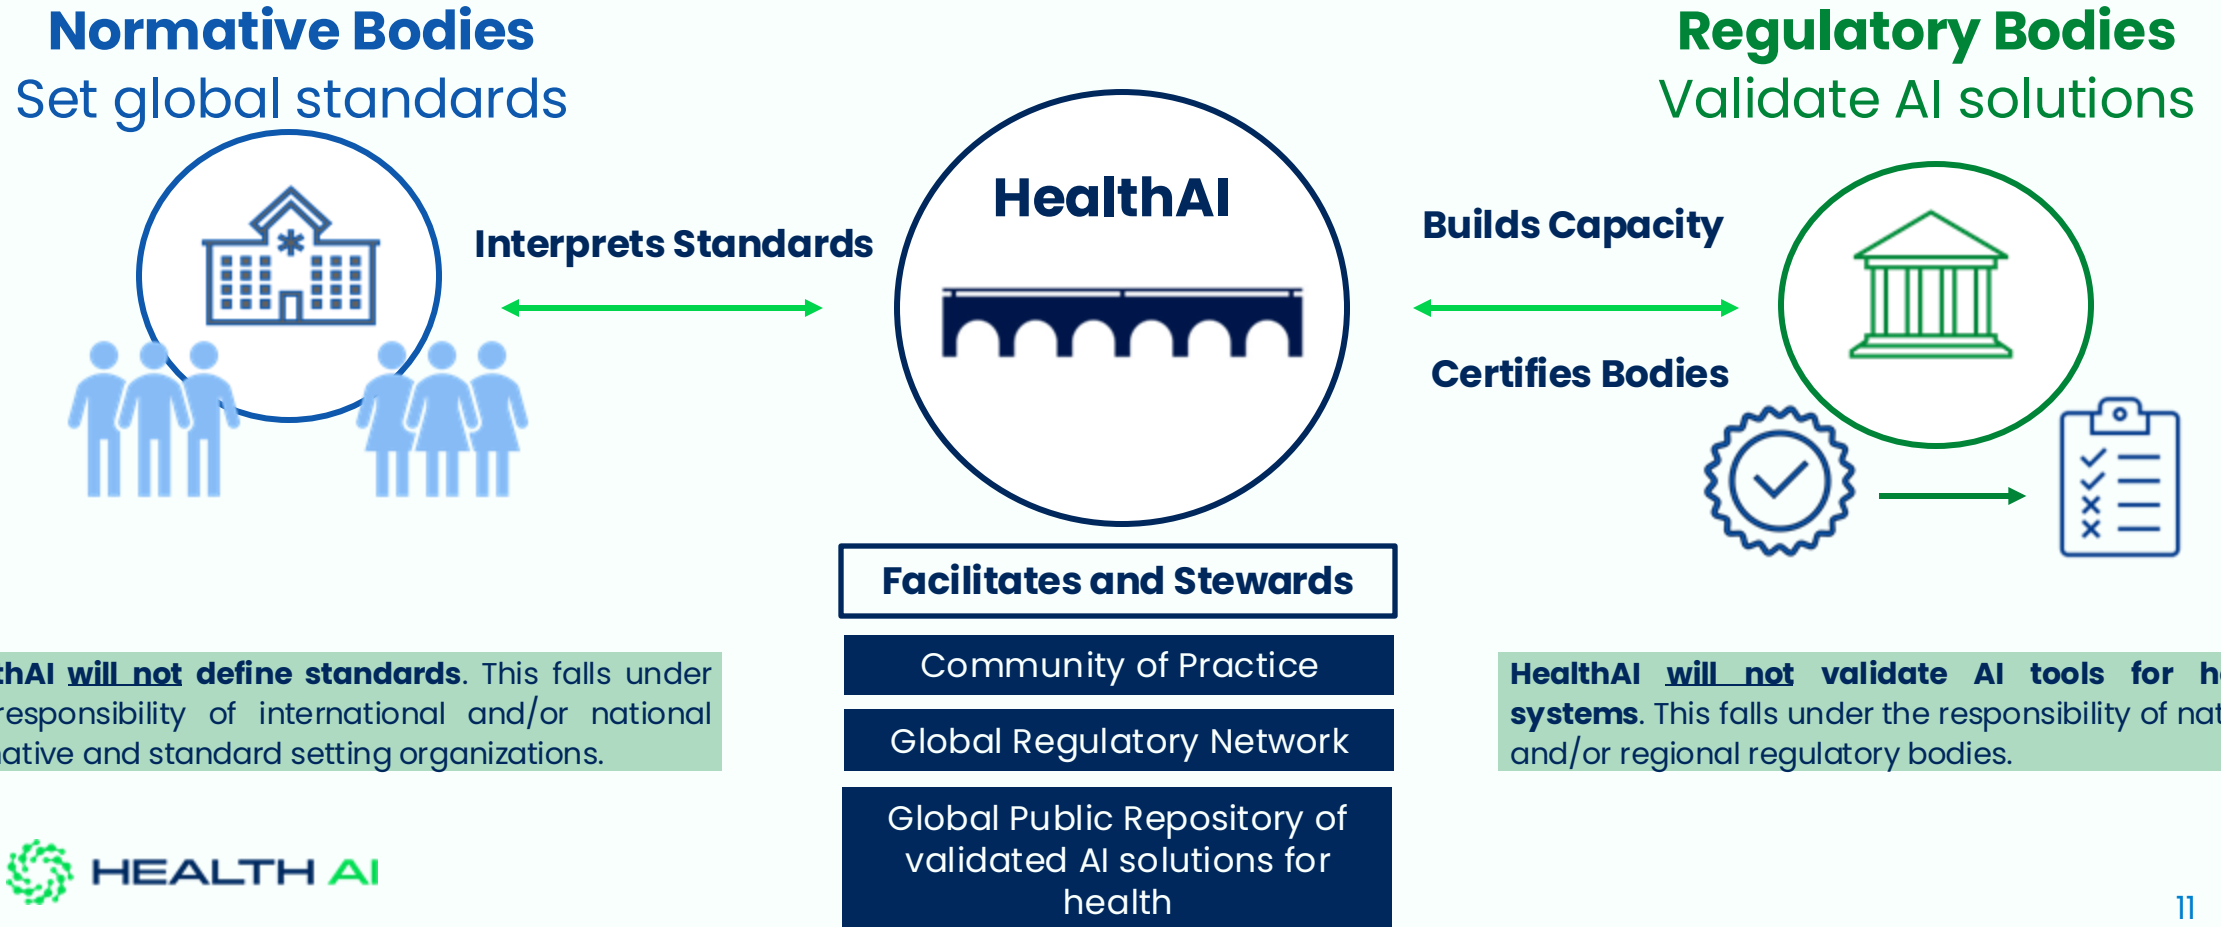 Normative Bodies
Set global standards
Regulatory Bodies
Validate AI solutions
HealthAI
Interprets Standards
Builds Capacity
Certifies Bodies
Facilitates and Stewards
Community of Practice
Global Regulatory Network
Global Public Repository of
validated AI solutions for
health
will not define standards. This falls under
responsibility of international and/or national
and standard setting organizations.
HealthAI will not validate AI tools for
systems. This falls under the responsibility of
and/or regional regulatory bodies.
HEALTH AI
11